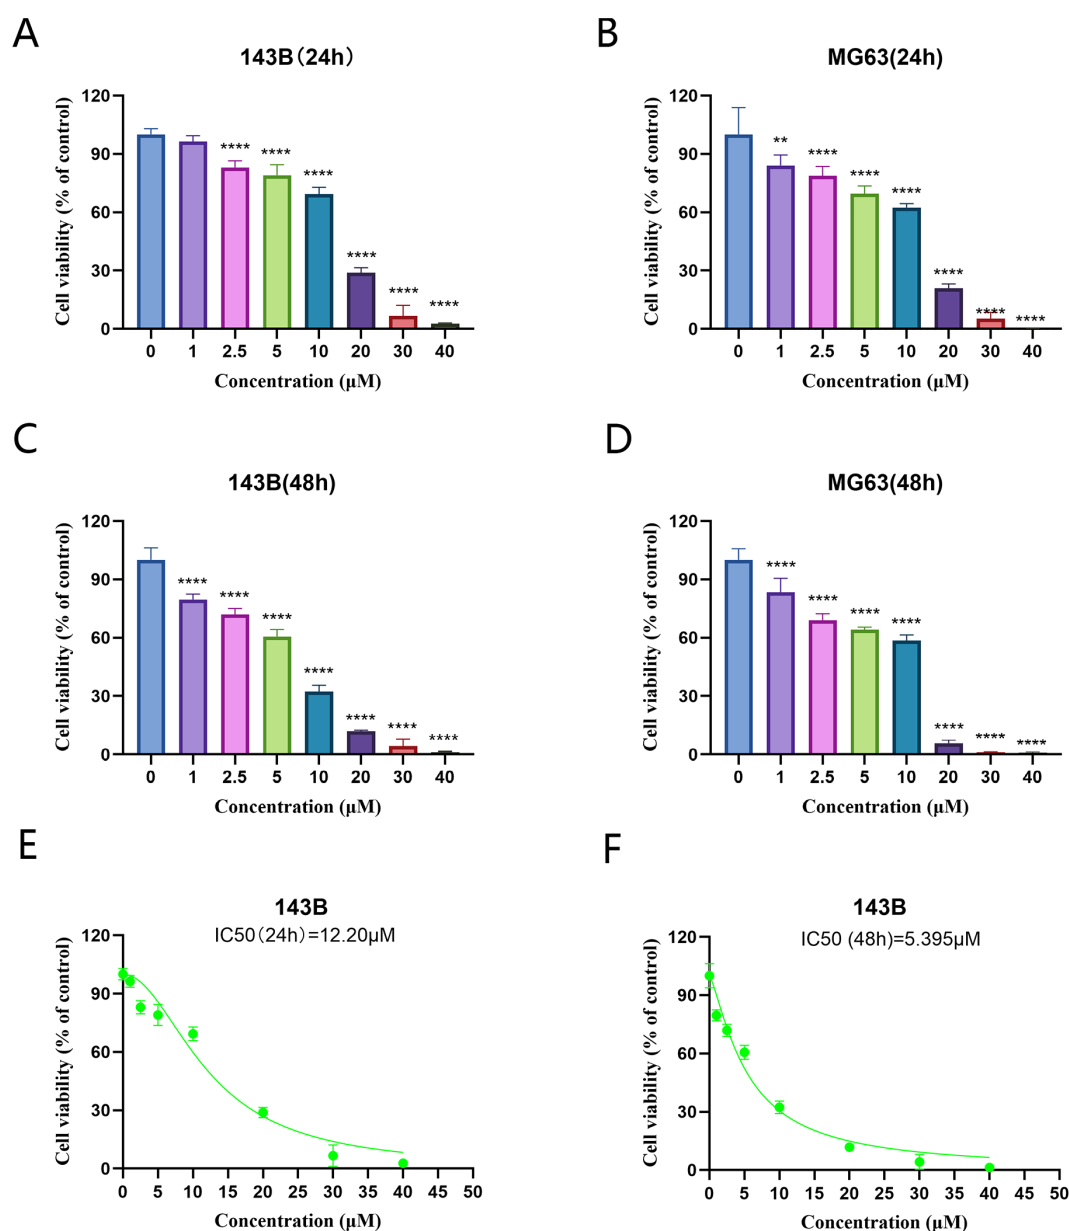 A
143B（24h）
Cell viability (% of control)
120
90
60
30
0
**** **** **** **** **** ****
0 1 2.5 5 10 20 30 40
Concentration (μM)
B
MG63(24h)
Cell viability (% of control)
120
90
60
30
0
** **** **** **** **** **** ****
0 1 2.5 5 10 20 30 40
Concentration (μM)
C
143B(48h)
Cell viability (% of control)
120
90
60
30
0
**** **** **** **** **** **** ****
0 1 2.5 5 10 20 30 40
Concentration (μM)
D
MG63(48h)
Cell viability (% of control)
120
90
60
30
0
**** **** **** **** **** **** ****
0 1 2.5 5 10 20 30 40
Concentration (μM)
E
143B
IC50（24h）=12.20μM
Cell viability (% of control)
120
90
60
30
0
0 5 10 15 20 25 30 35 40 45 50
Concentration (μM)
F
143B
IC50 (48h)=5.395μM
Cell viability (% of control)
120
90
60
30
0
0 5 10 15 20 25 30 35 40 45 50
Concentration (μM)